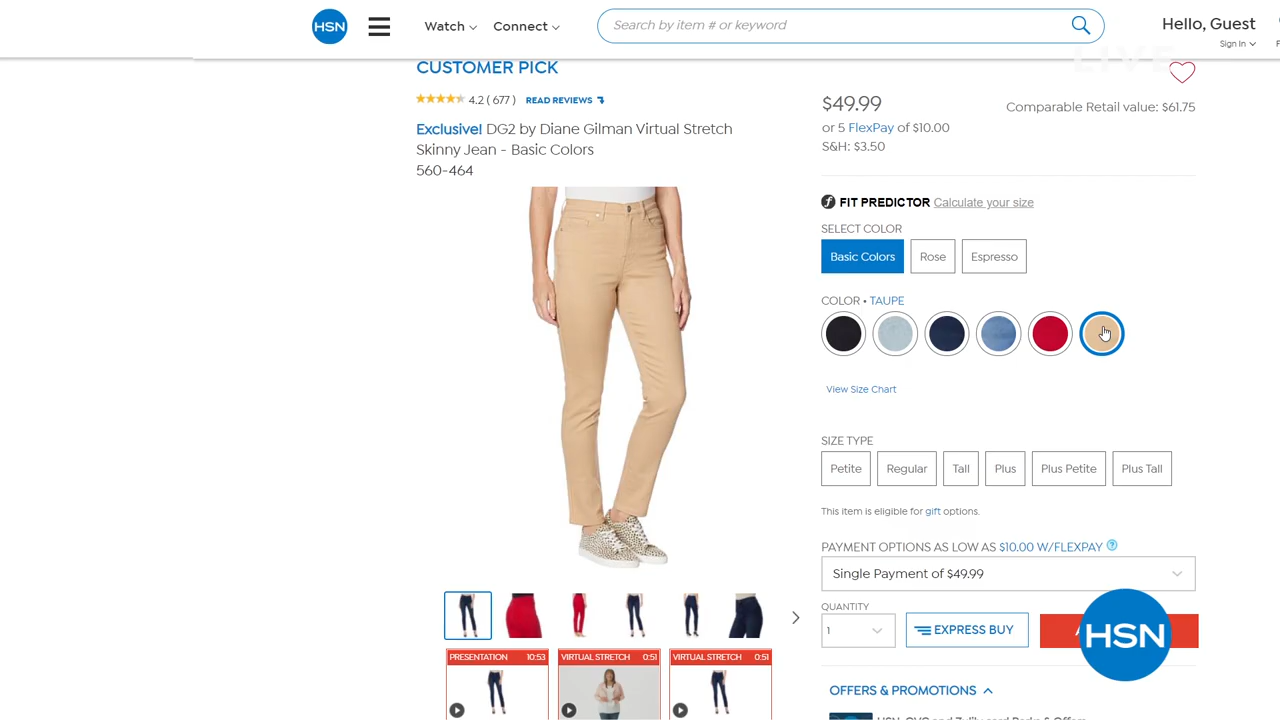 HSN
Watch
Connect
Search by item # or keyword
Hello, Guest
Sign In
LIVE
CUSTOMER PICK
4.2 ( 677 ) READ REVIEWS
Exclusive! DG2 by Diane Gilman Virtual Stretch
Skinny Jean - Basic Colors
560-464
$49.99
Comparable Retail value: $61.75
or 5 FlexPay of $10.00
S&H: $3.50
FIT PREDICTOR Calculate your size
SELECT COLOR
Basic Colors
Rose
Espresso
COLOR • TAUPE
View Size Chart
SIZE TYPE
Petite
Regular
Tall
Plus
Plus Petite
Plus Tall
This item is eligible for gift options.
PAYMENT OPTIONS AS LOW AS $10.00 W/FLEXPAY ?
Single Payment of $49.99
QUANTITY
1
EXPRESS BUY
HSN
PRESENTATION 10:53
VIRTUAL STRETCH 0:51
VIRTUAL STRETCH 0:51
OFFERS & PROMOTIONS